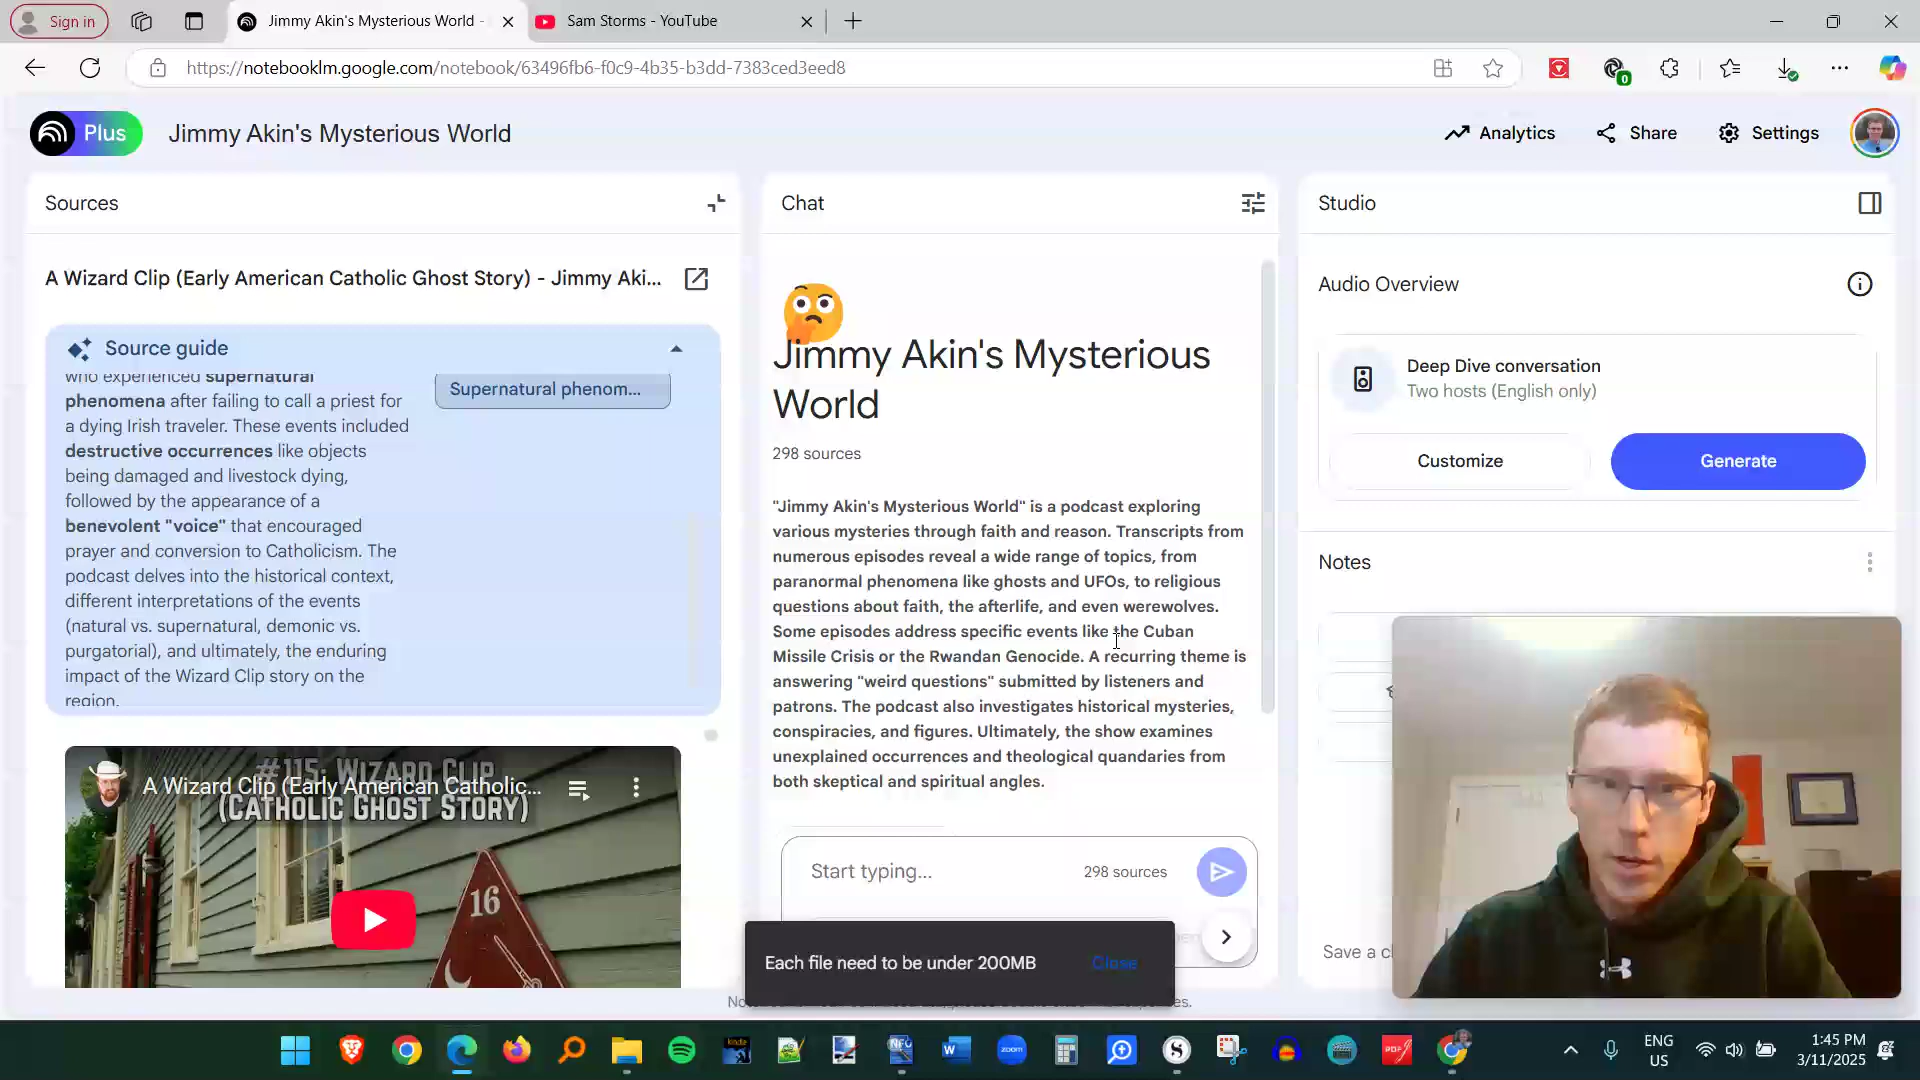 Sign in
Jimmy Akin's Mysterious World -
Sam Storms - YouTube
https://notebooklm.google.com/notebook/63496fb6-f0c9-4b35-b3dd-7383ced3eed8
0
Plus
Jimmy Akin's Mysterious World
Analytics
Share
Settings
Sources
A Wizard Clip (Early American Catholic Ghost Story) - Jimmy Aki...
Source guide
who experienced supernatural
phenomena after failing to call a priest for
a dying Irish traveler. These events included
destructive occurrences like objects
being damaged and livestock dying,
followed by the appearance of a
benevolent "voice" that encouraged
prayer and conversion to Catholicism. The
podcast delves into the historical context,
different interpretations of the events
(natural vs. supernatural, demonic vs.
purgatorial), and ultimately, the enduring
impact of the Wizard Clip story on the
region.
Supernatural phenom...
#115: WIZARD CLIP
A Wizard Clip (Early American Catholic...
(CATHOLIC GHOST STORY)
16
Chat
Jimmy Akin's Mysterious
World
298 sources
"Jimmy Akin's Mysterious World" is a podcast exploring
various mysteries through faith and reason. Transcripts from
numerous episodes reveal a wide range of topics, from
paranormal phenomena like ghosts and UFOs, to religious
questions about faith, the afterlife, and even werewolves.
Some episodes address specific events like the Cuban
Missile Crisis or the Rwandan Genocide. A recurring theme is
answering "weird questions" submitted by listeners and
patrons. The podcast also investigates historical mysteries,
conspiracies, and figures. Ultimately, the show examines
unexplained occurrences and theological quandaries from
both skeptical and spiritual angles.
Start typing...
298 sources
Each file need to be under 200MB
Close
Studio
Audio Overview
Deep Dive conversation
Two hosts (English only)
Customize
Generate
Notes
Save a c
kindle
zoom
PDF
ENG
US
1:45 PM
3/11/2025